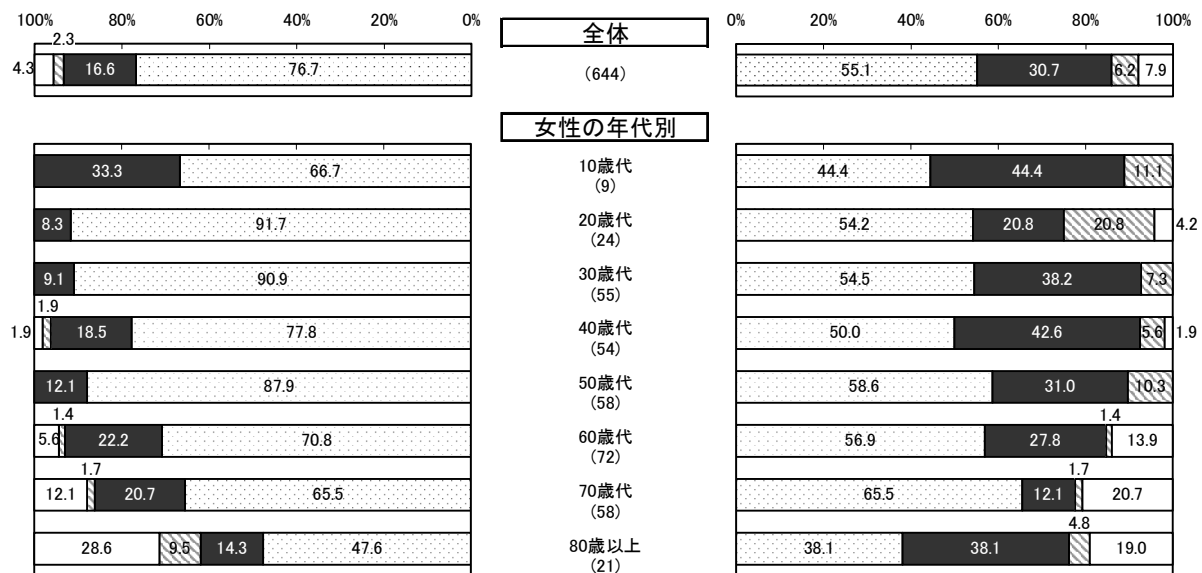 100% 80% 60% 40% 20% 0% 0% 20% 40% 60% 80% 100%
全体
2.3
4.3 16.6 76.7 (644) 55.1 30.7 6.2 7.9
女性の年代別
33.3 66.7 10歳代 44.4 44.4 11.1
(9)
8.3 91.7 20歳代 54.2 20.8 20.8 4.2
(24)
9.1 90.9 30歳代 54.5 38.2 7.3
(55)
1.9
1.9 18.5 77.8 40歳代 50.0 42.6 5.6 1.9
(54)
12.1 87.9 50歳代 58.6 31.0 10.3
(58)
1.4 1.4
5.6 22.2 70.8 60歳代 56.9 27.8 13.9
(72)
1.7 1.7
12.1 20.7 65.5 70歳代 65.5 12.1 20.7
(58)
4.8
28.6 9.5 14.3 47.6 80歳以上 38.1 38.1 19.0
(21)